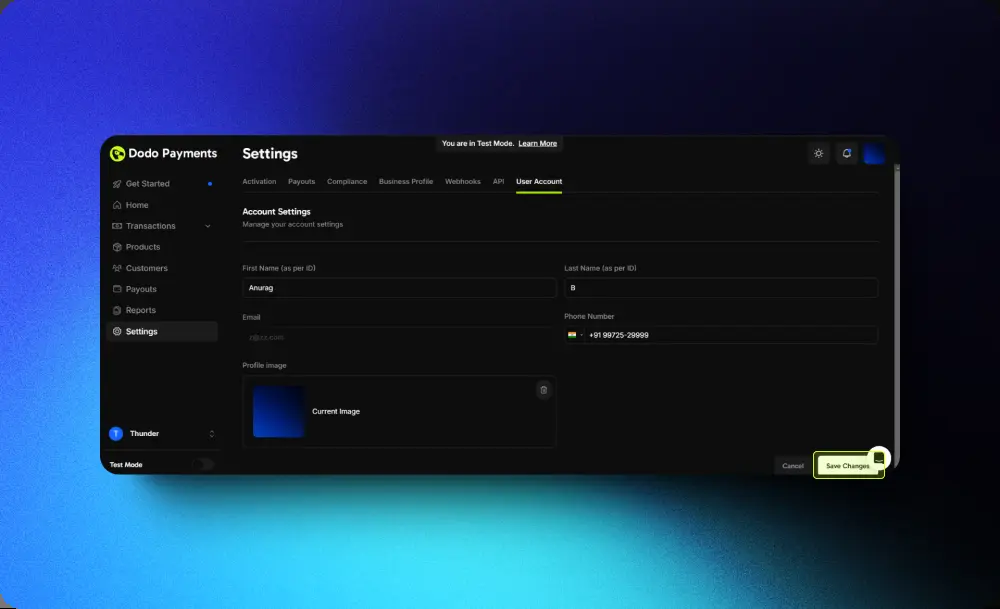 Dodo Payments
Settings
You are in Test Mode. Learn More
Activation Payouts Compliance Business Profile Webhooks API User Account
Get Started
Home
Transactions
Products
Customers
Payouts
Reports
Settings
Account Settings
Manage your account settings
First Name (as per ID)
Last Name (as per ID)
Anurag
B
Email
Phone Number
+91 99725-29999
Profile image
Current Image
T Thunder
Test Mode
Cancel
Save Changes